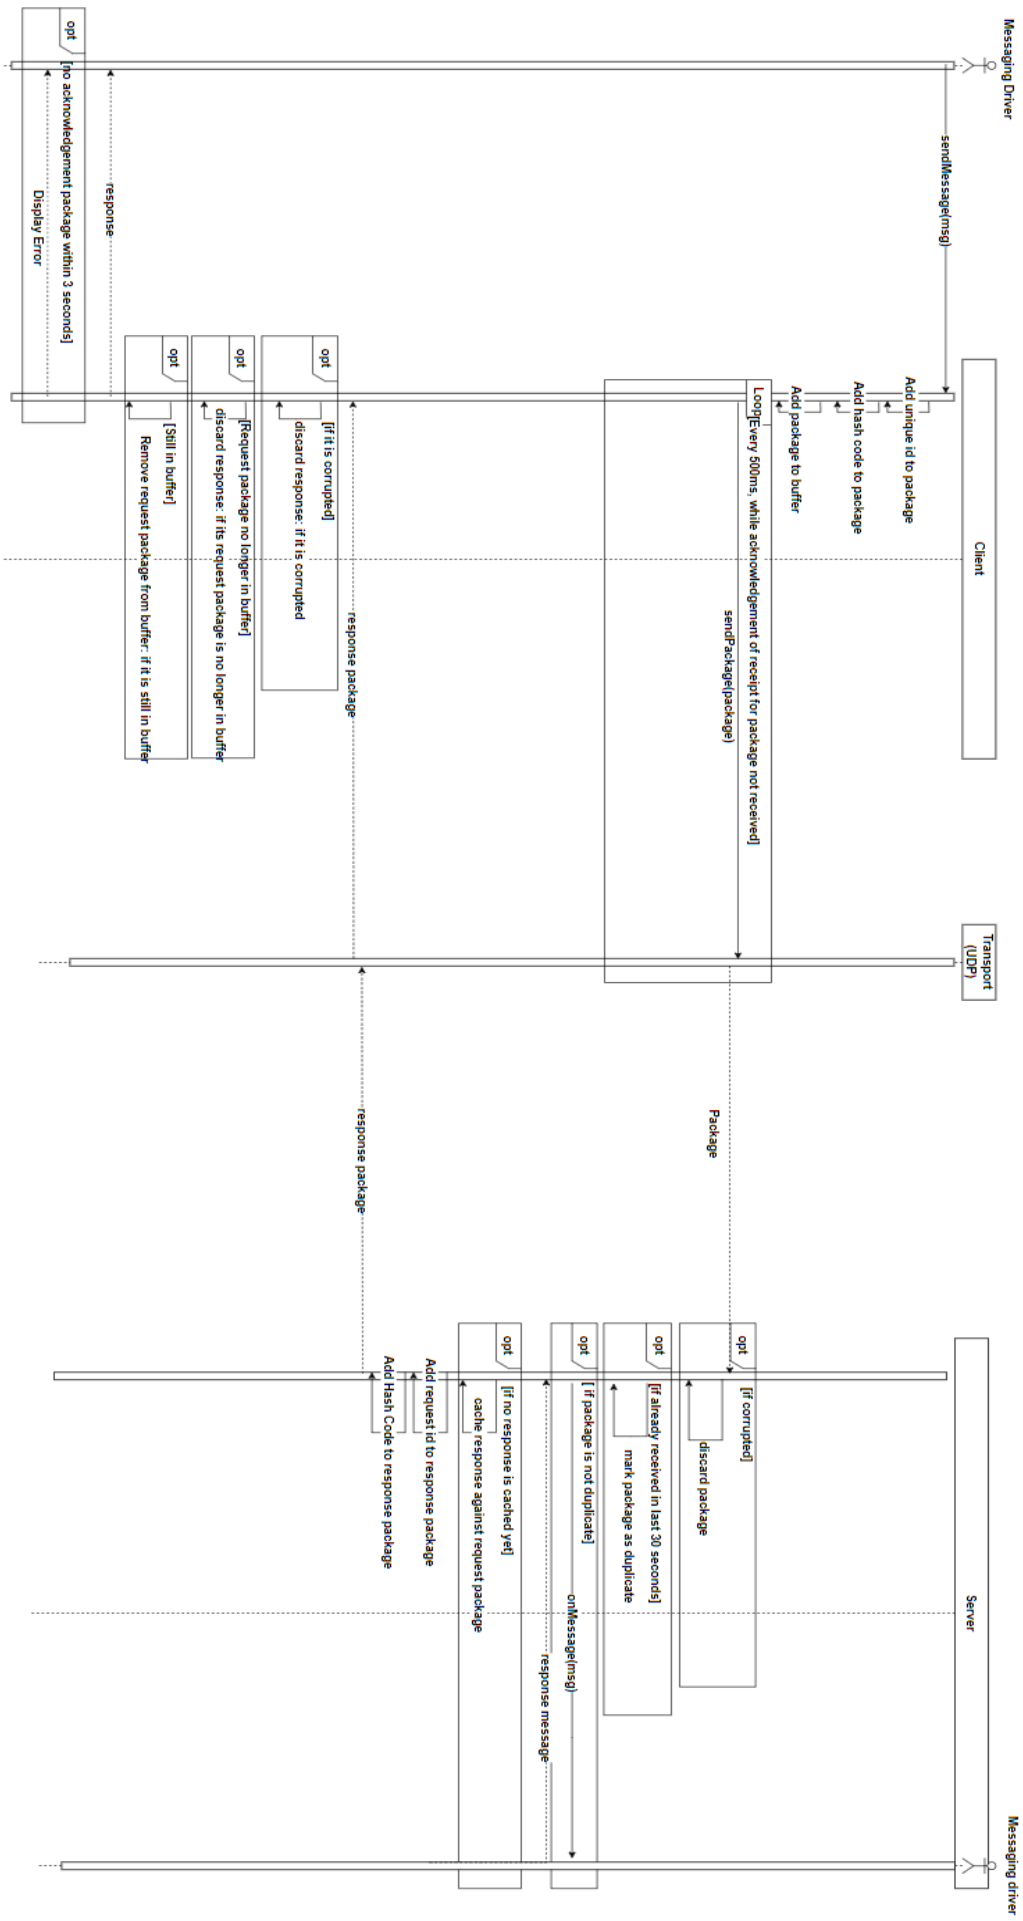 Messaging Driver
Client
Transport
(UDP)
Server
Messaging driver
sendMessage(msg)
Add unique id to package
Add hash code to package
Add package to buffer
Loop
[Every 500ms, while acknowledgement of receipt for package not received]
sendPackage(package)
Package
opt
[if corrupted]
discard package
opt
[if already received in last 30 seconds]
mark package as duplicate
opt
[ if package is not duplicate]
onMessage(msg)
response message
opt
[if no response is cached yet]
cache response against request package
Add request id to response package
Add Hash Code to response package
response package
response package
opt
[if it is corrupted]
discard response: if it is corrupted
opt
[Request package no longer in buffer]
discard response: if its request package is no longer in buffer
opt
[Still in buffer]
Remove request package from buffer: if it is still in buffer
response
opt
[no acknowledgement package within 3 seconds]
Display Error